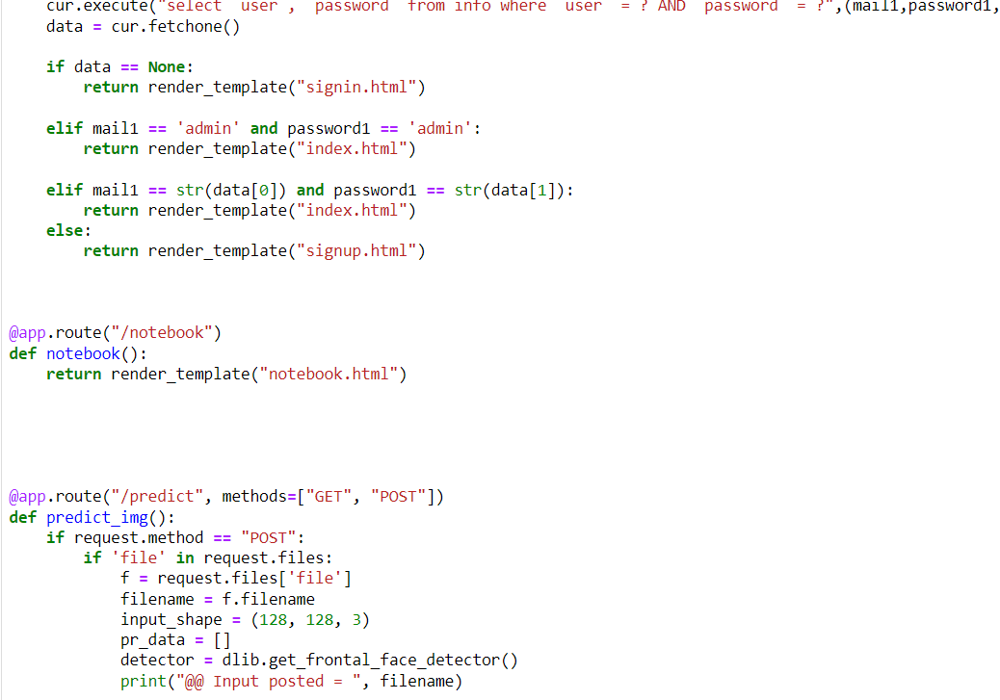 cur.execute("select `user`, `password` from info where `user` = ? AND `password` = ?",(mail1,password1,
data = cur.fetchone()
if data == None:
return render_template("signin.html")
elif mail1 == 'admin' and password1 == 'admin':
return render_template("index.html")
elif mail1 == str(data[0]) and password1 == str(data[1]):
return render_template("index.html")
else:
return render_template("signup.html")
@app.route("/notebook")
def notebook():
return render_template("notebook.html")
@app.route("/predict", methods=["GET", "POST"])
def predict_img():
if request.method == "POST":
if 'file' in request.files:
f = request.files['file']
filename = f.filename
input_shape = (128, 128, 3)
pr_data = []
detector = dlib.get_frontal_face_detector()
print("@@ Input posted = ", filename)